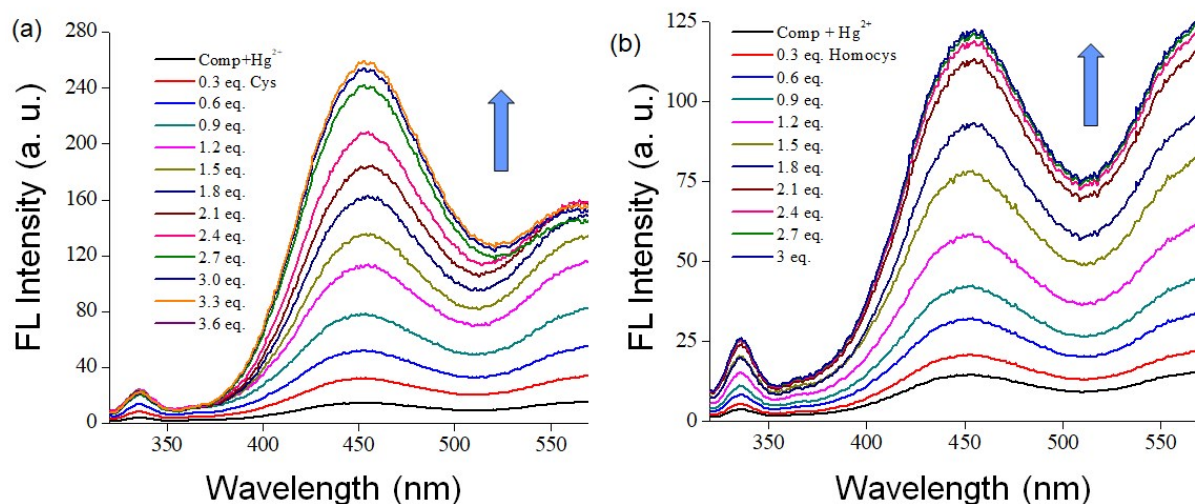 (a)
280
240
200
160
120
80
40
0
FL Intensity (a. u.)
Comp+Hg²⁺
0.3 eq. Cys
0.6 eq.
0.9 eq.
1.2 eq.
1.5 eq.
1.8 eq.
2.1 eq.
2.4 eq.
2.7 eq.
3.0 eq.
3.3 eq.
3.6 eq.
350
400
450
500
550
Wavelength (nm)
(b)
125
100
75
50
25
0
FL Intensity (a. u.)
Comp + Hg²⁺
0.3 eq. Homocys
0.6 eq.
0.9 eq.
1.2 eq.
1.5 eq.
1.8 eq.
2.1 eq.
2.4 eq.
2.7 eq.
3 eq.
350
400
450
500
550
Wavelength (nm)